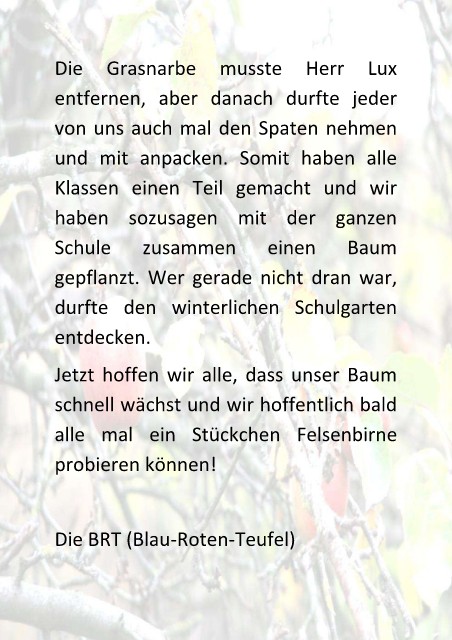 Die Grasnarbe musste Herr Lux
entfernen, aber danach durfte jeder
von uns auch mal den Spaten nehmen
und mit anpacken. Somit haben alle
Klassen einen Teil gemacht und wir
haben sozusagen mit der ganzen
Schule zusammen einen Baum
gepflanzt. Wer gerade nicht dran war,
durfte den winterlichen Schulgarten
entdecken.
Jetzt hoffen wir alle, dass unser Baum
schnell wächst und wir hoffentlich bald
alle mal ein Stückchen Felsenbirne
probieren können!
Die BRT (Blau-Roten-Teufel)